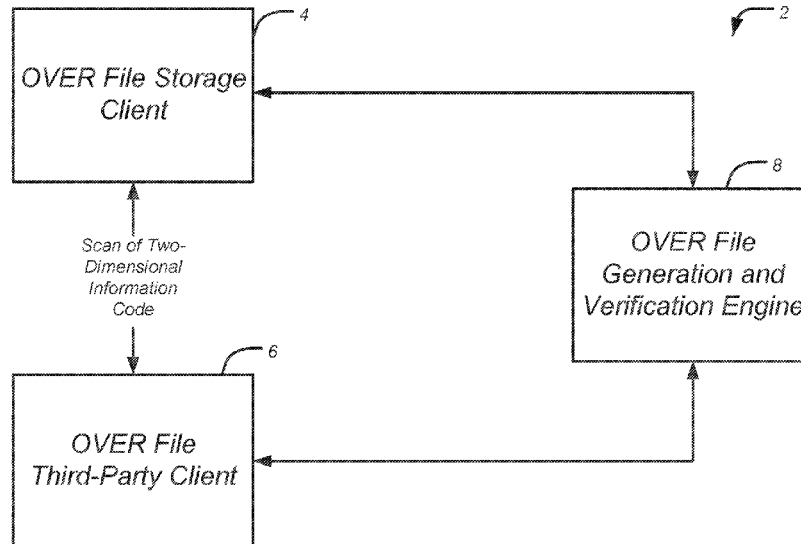 4
2
OVER File Storage
Client
8
Scan of Two-
Dimensional
Information
Code
OVER File
Generation and
Verification Engine
6
OVER File
Third-Party Client